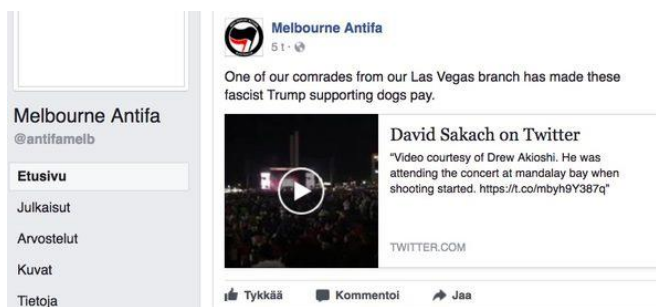 Melbourne Antifa
@antifamelb
Etusivu
Julkaisut
Arvostelut
Kuvat
Tietoja
Melbourne Antifa
5 t ·
One of our comrades from our Las Vegas branch has made these
fascist Trump supporting dogs pay.
David Sakach on Twitter
"Video courtesy of Drew Akioshi. He was
attending the concert at mandalay bay when
shooting started. https://t.co/mbyh9Y387q"
TWITTER.COM
Tykkää Kommentoi Jaa